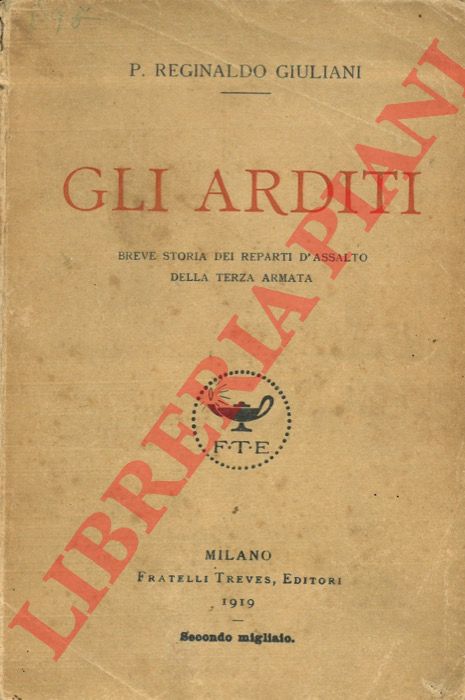 195
P. REGINALDO GIULIANI
GLI ARDITI
BREVE STORIA DEI REPARTI D'ASSALTO
DELLA TERZA ARMATA
F·T·E
MILANO
FRATELLI TREVES, EDITORI
1919
Secondo migliaio.
LIBRERIA PIANI